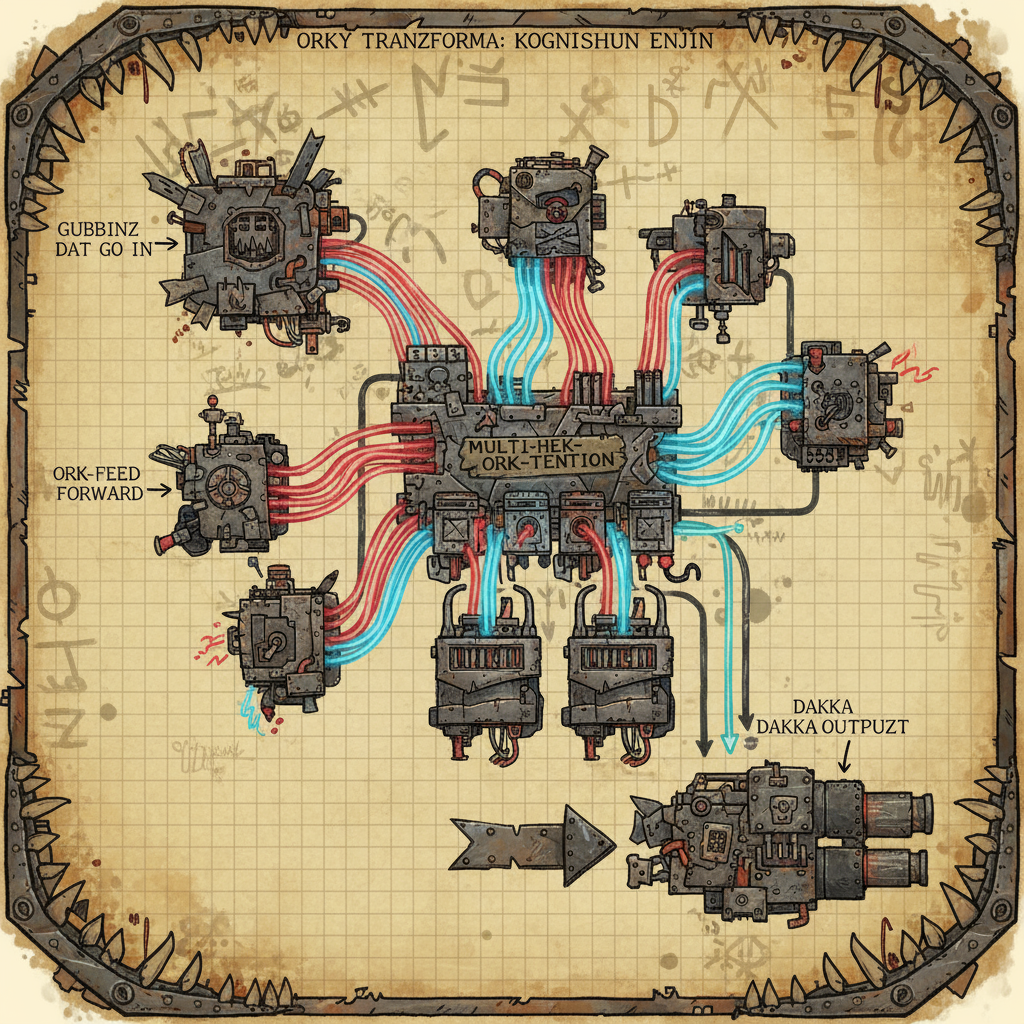 ORKY TRANZFORMA: KOGNISHUN ENJIN
GUBBINZ
DAT GO IN
MULTI-HEK-
ORK-TENTION
ORK-FEED
FORWARD
DAKKA
DAKKA OUTPUZT